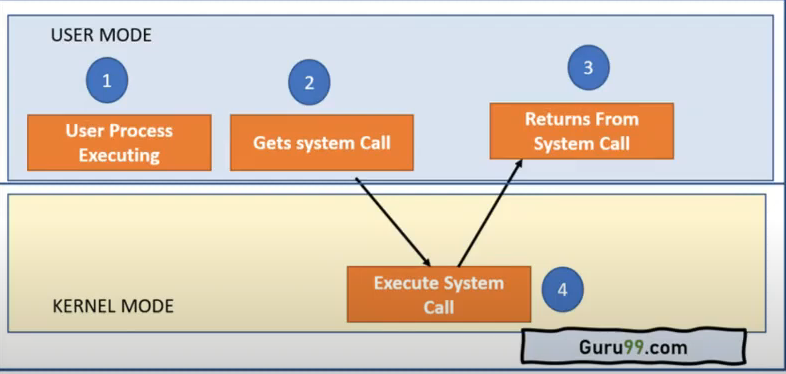 USER MODE
1
2
3
User Process
Executing
Gets system Call
Returns From
System Call
Execute System
Call
4
KERNEL MODE
Guru99.com